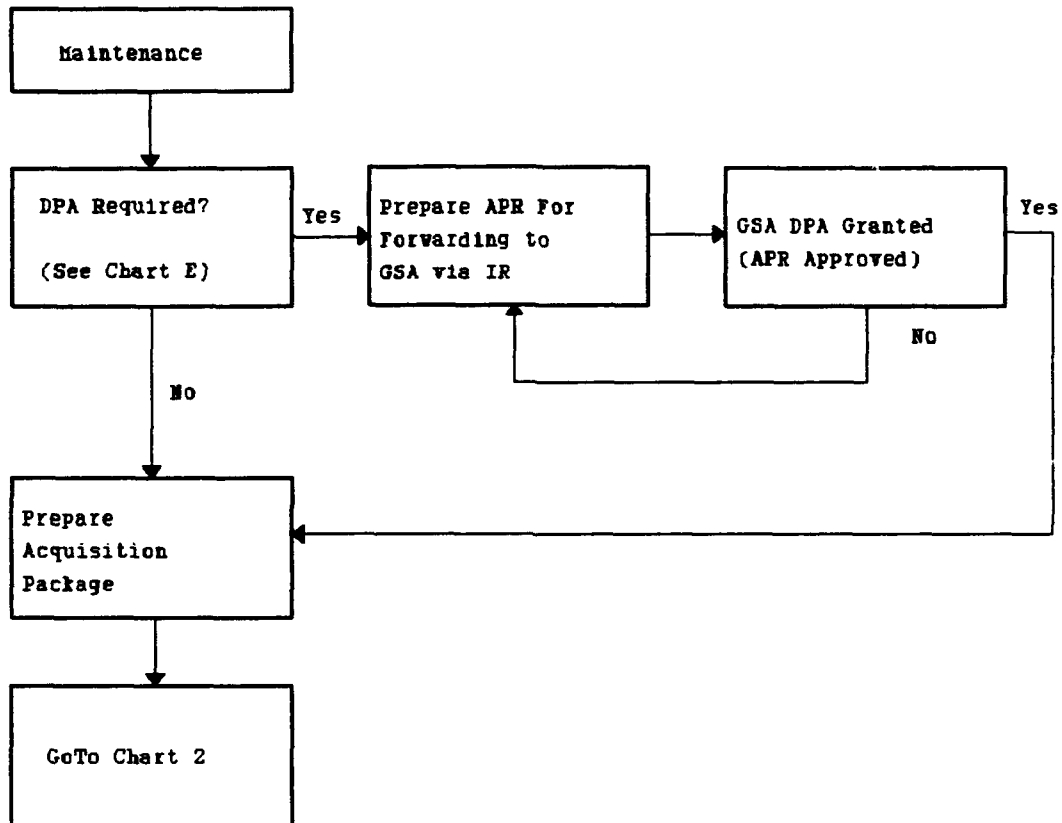 Maintenance
DPA Required?
(See Chart E)
Yes
Prepare APR For
Forwarding to
GSA via IR
GSA DPA Granted
(APR Approved)
Yes
No
No
Prepare
Acquisition
Package
GoTo Chart 2